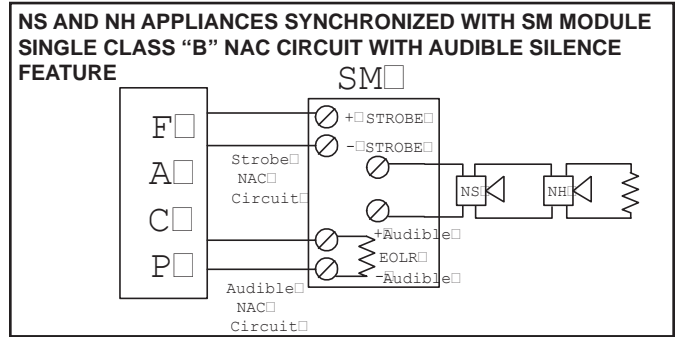 NS AND NH APPLIANCES SYNCHRONIZED WITH SM MODULE
SINGLE CLASS “B” NAC CIRCUIT WITH AUDIBLE SILENCE
FEATURE
SM□
F□
A□
C□
P□
+□STROBE□
-□STROBE□
Strobe□
NAC□
Circuit□
NS□
NH□
+Audible□
EOLR□
-Audible□
Audible□
NAC□
Circuit□